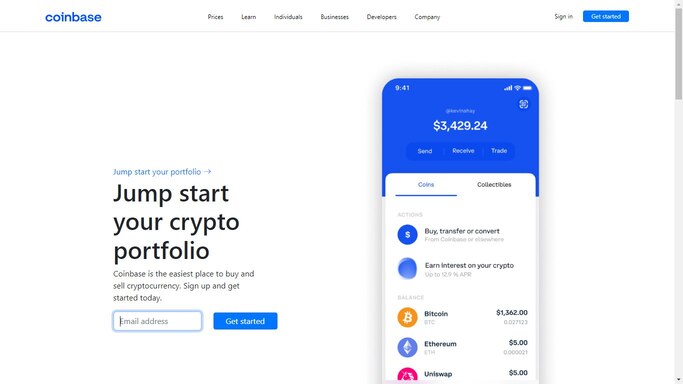 coinbase
Prices
Learn
Individuals
Businesses
Developers
Company
Sign in
Get started
Jump start your portfolio →
Jump start
your crypto
portfolio
Coinbase is the easiest place to buy and
sell cryptocurrency. Sign up and get
started today.
Email address
Get started
9:41
@kevinshay
$3,429.24
Send
Receive
Trade
Coins
Collectibles
ACTIONS
$
Buy, transfer or convert
From Coinbase or elsewhere
Earn interest on your crypto
Up to 12.9 % APR
BALANCE
Bitcoin
$1,362.00
BTC
0.027123
Ethereum
$5.00
ETH
0.000021
Uniswap
$5.00